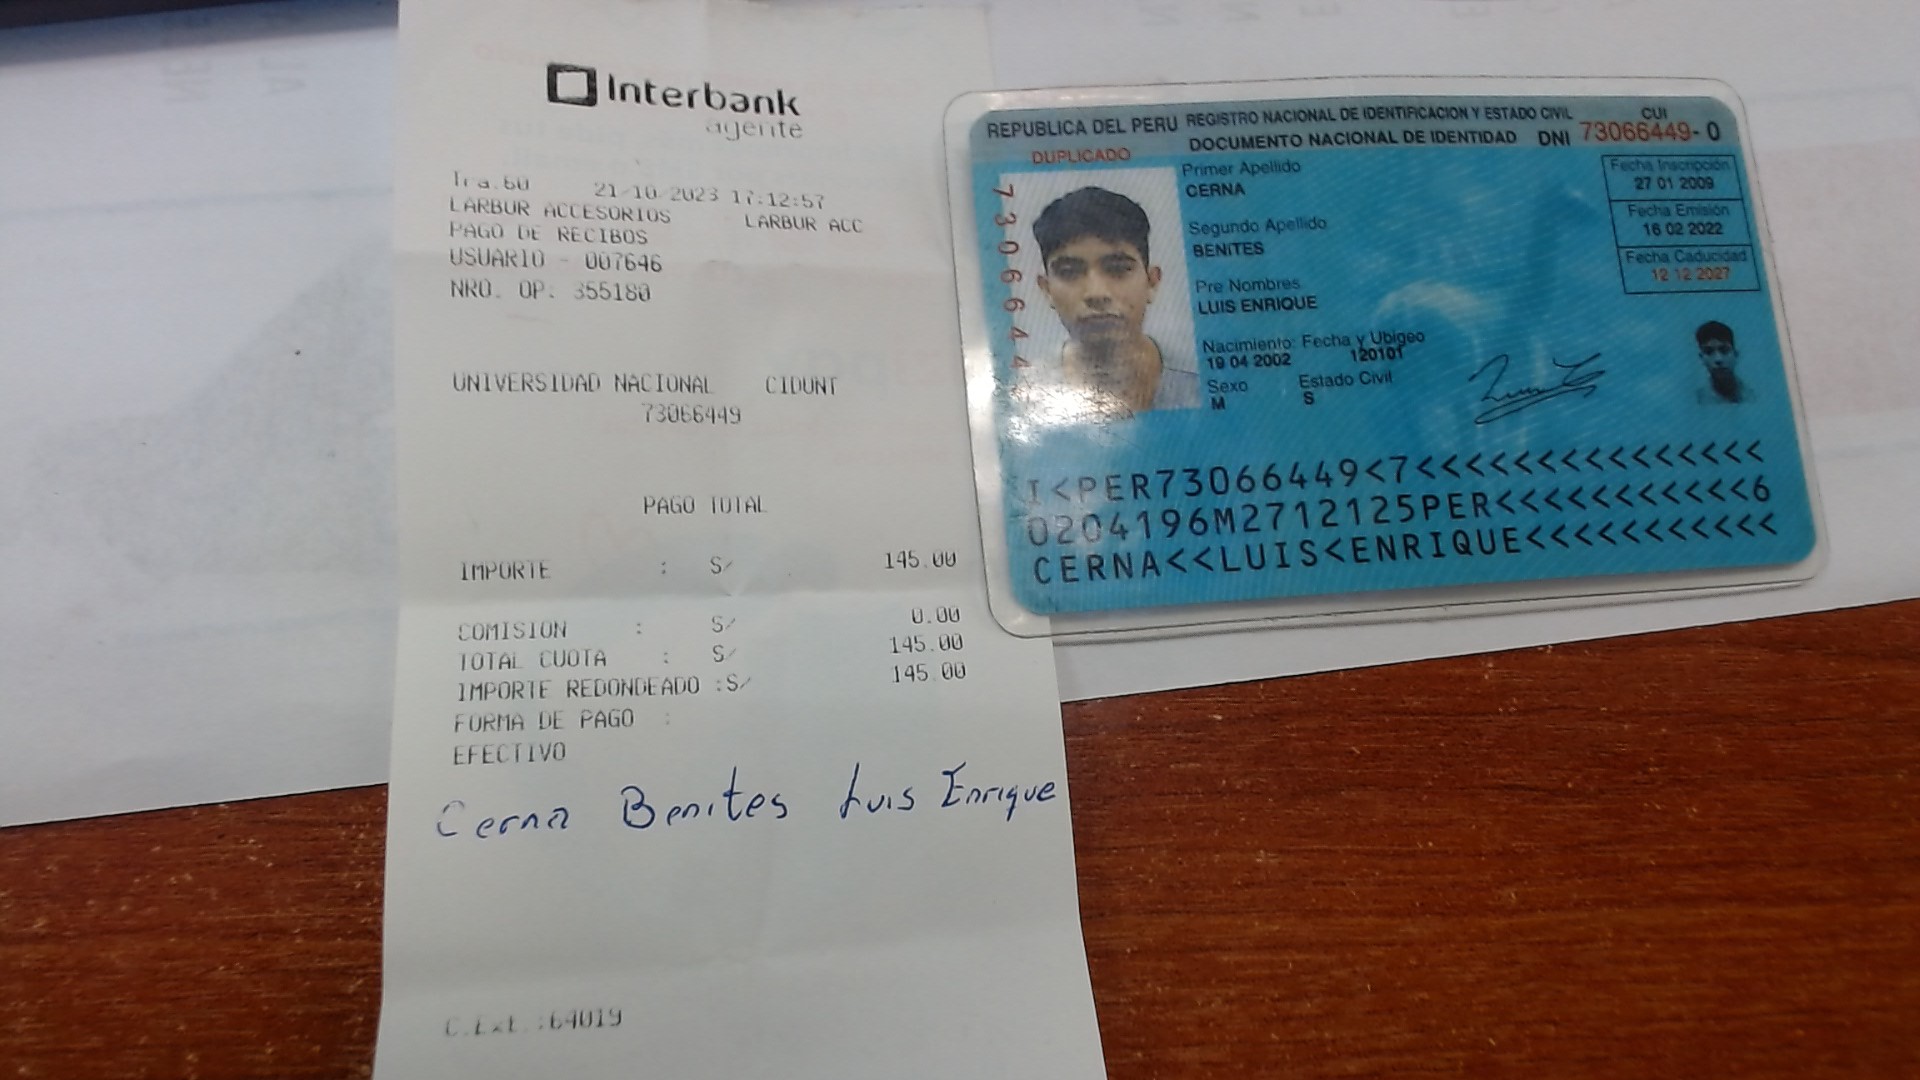 Interbank
agente
Tra.60 21-10-2023 17:12:57
LARBUR ACCESORIOS LARBUR ACC
PAGO DE RECIBOS
USUARIO - 007646
NRO. OP. 355180
UNIVERSIDAD NACIONAL CIDUNT
73066449
PAGO TOTAL
IMPORTE : S/ 145.00
COMISION : S/ 0.00
TOTAL CUOTA : S/ 145.00
IMPORTE REDONDEADO :S/ 145.00
FORMA DE PAGO :
EFECTIVO
Cerna Benites Luis Enrique
C.Ext.:64019
REPUBLICA DEL PERU REGISTRO NACIONAL DE IDENTIFICACION Y ESTADO CIVIL CUI
DOCUMENTO NACIONAL DE IDENTIDAD DNI 73066449-0
DUPLICADO
7306644
Primer Apellido
CERNA
Segundo Apellido
BENITES
Pre Nombres
LUIS ENRIQUE
Nacimiento: Fecha y Ubigeo
19 04 2002 120101
Sexo Estado Civil
M S
Fecha Inscripción
27 01 2009
Fecha Emisión
16 02 2022
Fecha Caducidad
12 12 2027
I<PER73066449<7<<<<<<<<<<<<<<<
0204196M2712125PER<<<<<<<<<<<6
CERNA<<LUIS<ENRIQUE<<<<<<<<<<<